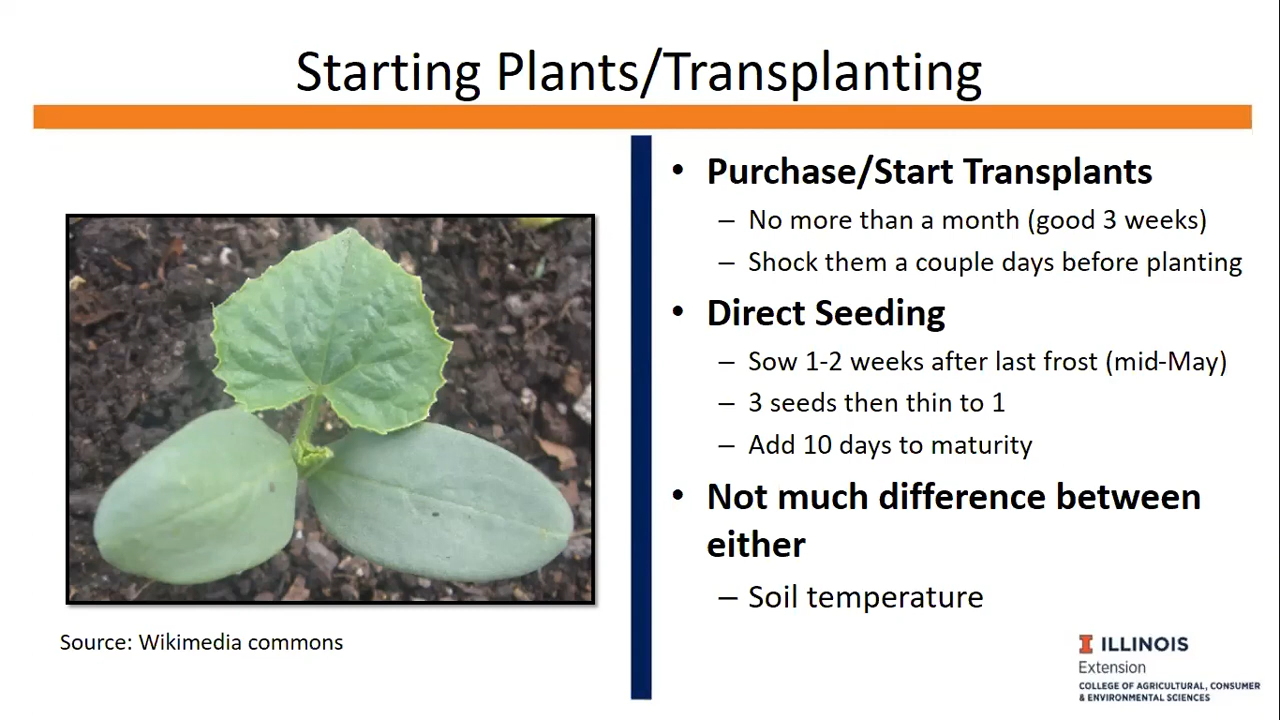 Starting Plants/Transplanting
• Purchase/Start Transplants
– No more than a month (good 3 weeks)
– Shock them a couple days before planting
• Direct Seeding
– Sow 1-2 weeks after last frost (mid-May)
– 3 seeds then thin to 1
– Add 10 days to maturity
• Not much difference between
either
– Soil temperature
Source: Wikimedia commons
I ILLINOIS
Extension
COLLEGE OF AGRICULTURAL, CONSUMER
& ENVIRONMENTAL SCIENCES